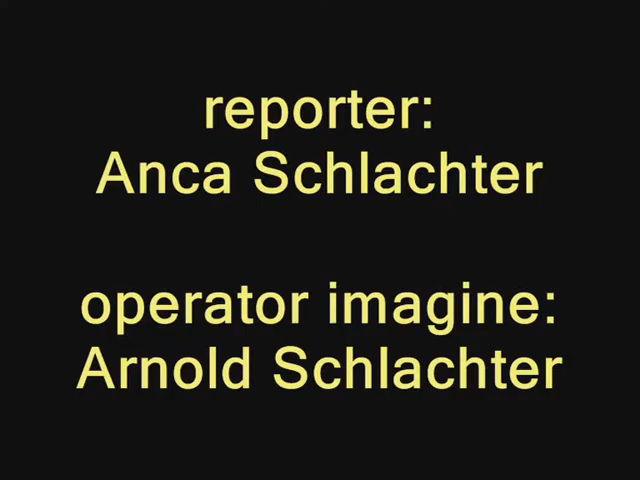 reporter:
Anca Schlachter
operator imagine:
Arnold Schlachter